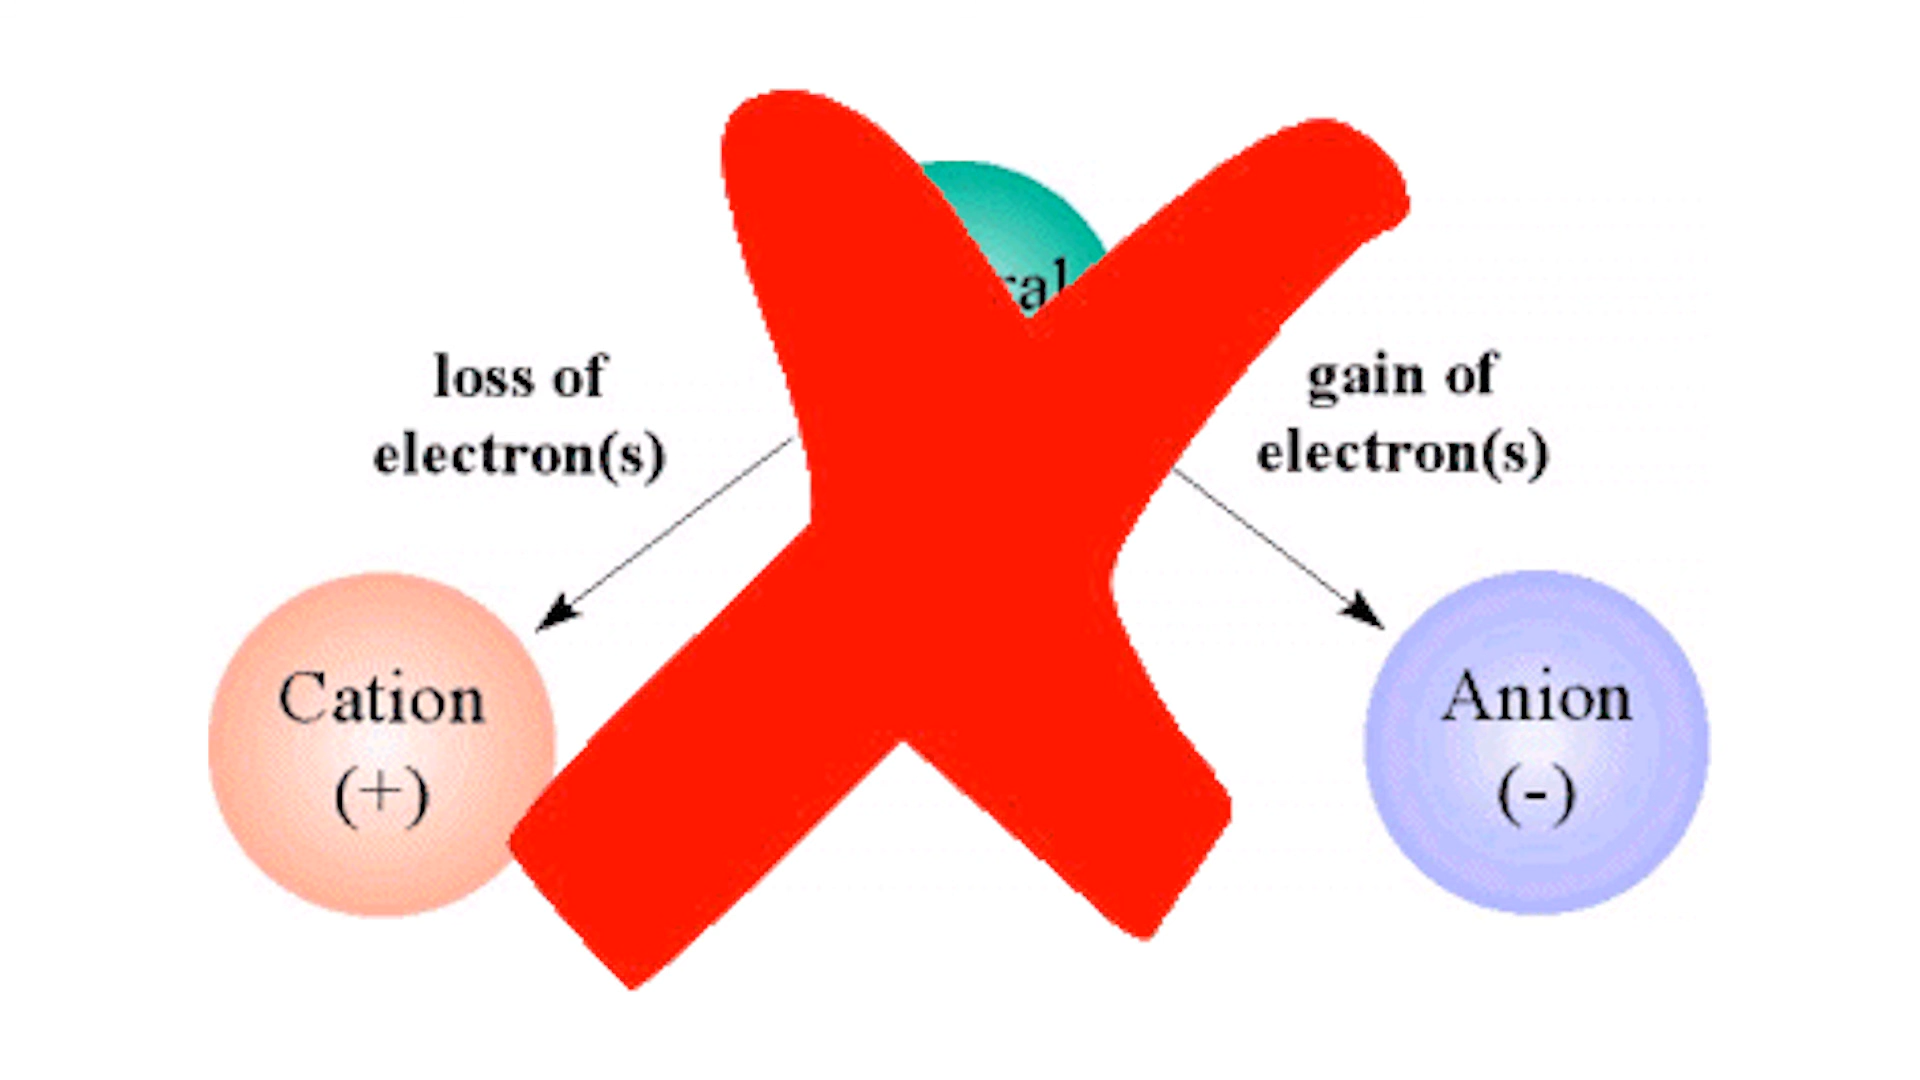 loss of
electron(s)
gain of
electron(s)
Cation
(+)
Anion
(-)